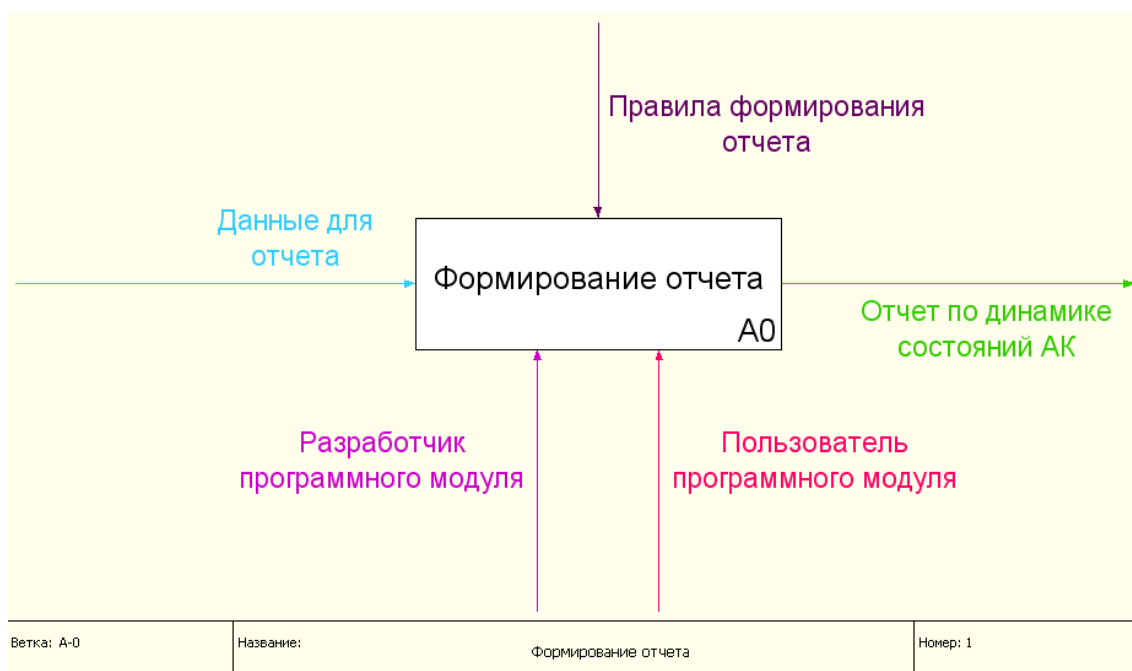 Правила формирования
отчета
Данные для
отчета
Формирование отчета
A0
Отчет по динамике
состояний АК
Разработчик
программного модуля
Пользователь
программного модуля
Ветка: A-0
Название:
Формирование отчета
Номер: 1